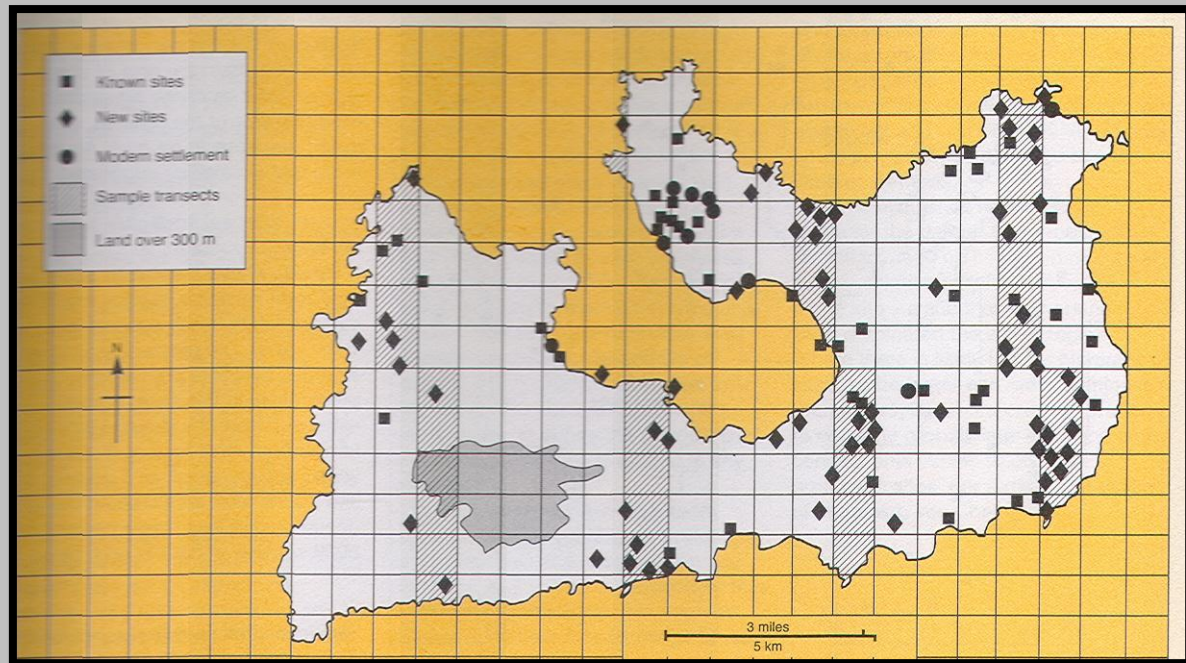 Known sites
New sites
Modern settlement
Sample transects
Land over 300 m
N
3 miles
5 km